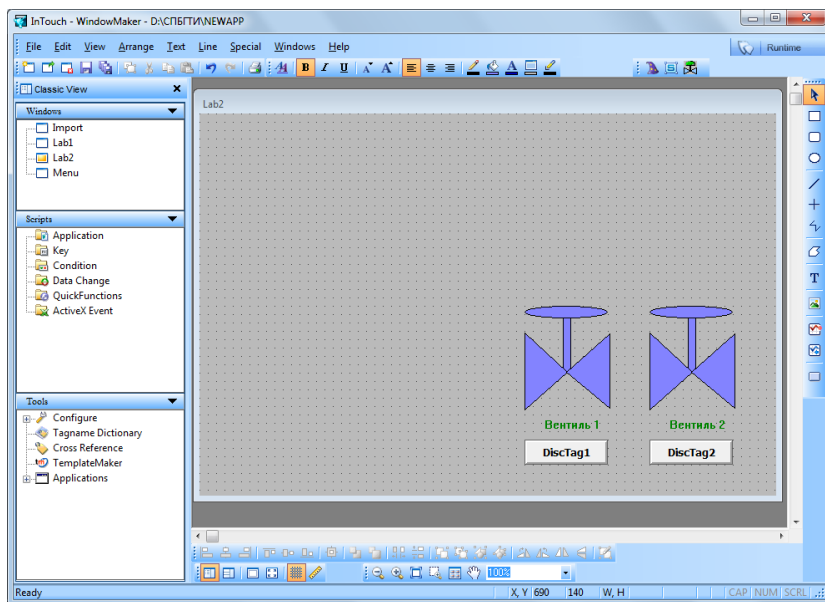 InTouch - WindowMaker - D:\СПБГТИ\NEWAPP
File Edit View Arrange Text Line Special Windows Help
Runtime
B I U A A A
Classic View
Windows
Import
Lab1
Lab2
Menu
Scripts
Application
Key
Condition
Data Change
QuickFunctions
ActiveX Event
Tools
Configure
Tagname Dictionary
Cross Reference
TemplateMaker
Applications
Lab2
Вентиль 1 Вентиль 2
DiscTag1 DiscTag2
T
100%
Ready X, Y 690 140 W, H CAP NUM SCRL